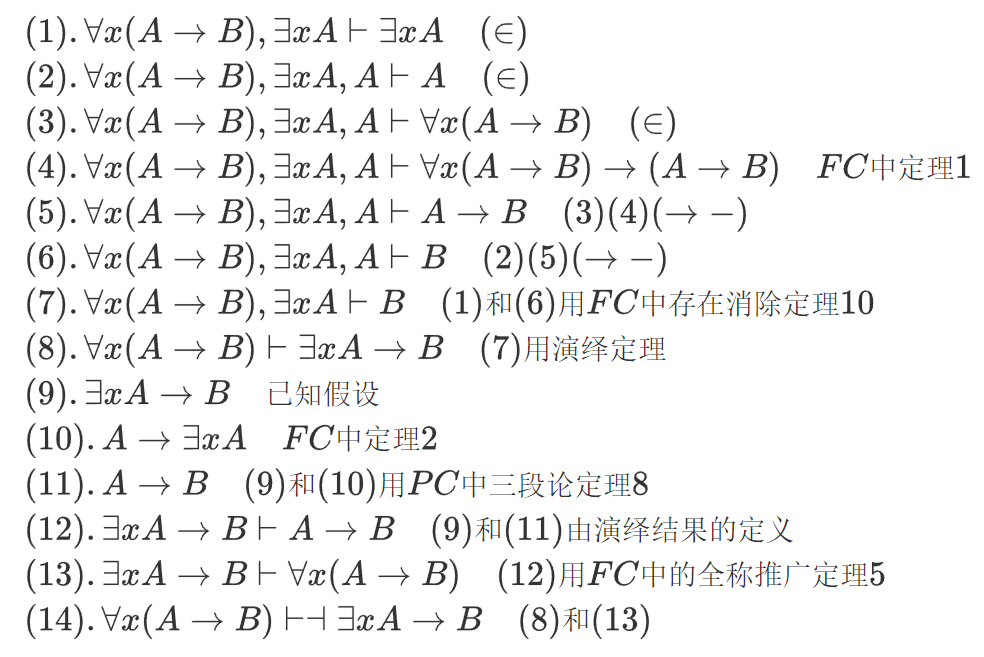 (1). ∀x(A → B), ∃xA ⊢ ∃xA (∈)
(2). ∀x(A → B), ∃xA, A ⊢ A (∈)
(3). ∀x(A → B), ∃xA, A ⊢ ∀x(A → B) (∈)
(4). ∀x(A → B), ∃xA, A ⊢ ∀x(A → B) → (A → B) FC中定理1
(5). ∀x(A → B), ∃xA, A ⊢ A → B (3)(4)(→ −)
(6). ∀x(A → B), ∃xA, A ⊢ B (2)(5)(→ −)
(7). ∀x(A → B), ∃xA ⊢ B (1)和(6)用FC中存在消除定理10
(8). ∀x(A → B) ⊢ ∃xA → B (7)用演绎定理
(9). ∃xA → B 已知假设
(10). A → ∃xA FC中定理2
(11). A → B (9)和(10)用PC中三段论定理8
(12). ∃xA → B ⊢ A → B (9)和(11)由演绎结果的定义
(13). ∃xA → B ⊢ ∀x(A → B) (12)用FC中的全称推广定理5
(14). ∀x(A → B) ⊢⊣ ∃xA → B (8)和(13)